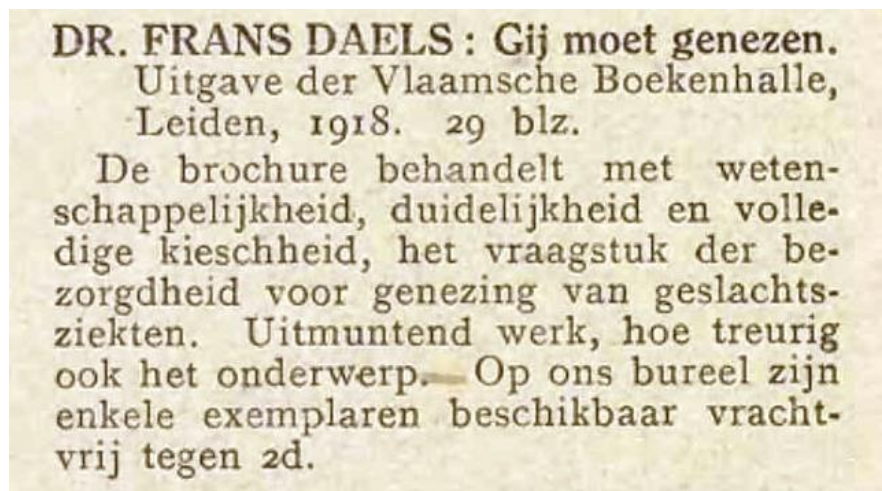 DR. FRANS DAELS : Gij moet genezen.
Uitgave der Vlaamsche Boekenhalle,
Leiden, 1918. 29 blz.
De brochure behandelt met weten-
schappelijkheid, duidelijkheid en volle-
dige kieschheid, het vraagstuk der be-
zorgdheid voor genezing van geslachts-
ziekten. Uitmuntend werk, hoe treurig
ook het onderwerp. Op ons bureel zijn
enkele exemplaren beschikbaar vracht-
vrij tegen 2d.